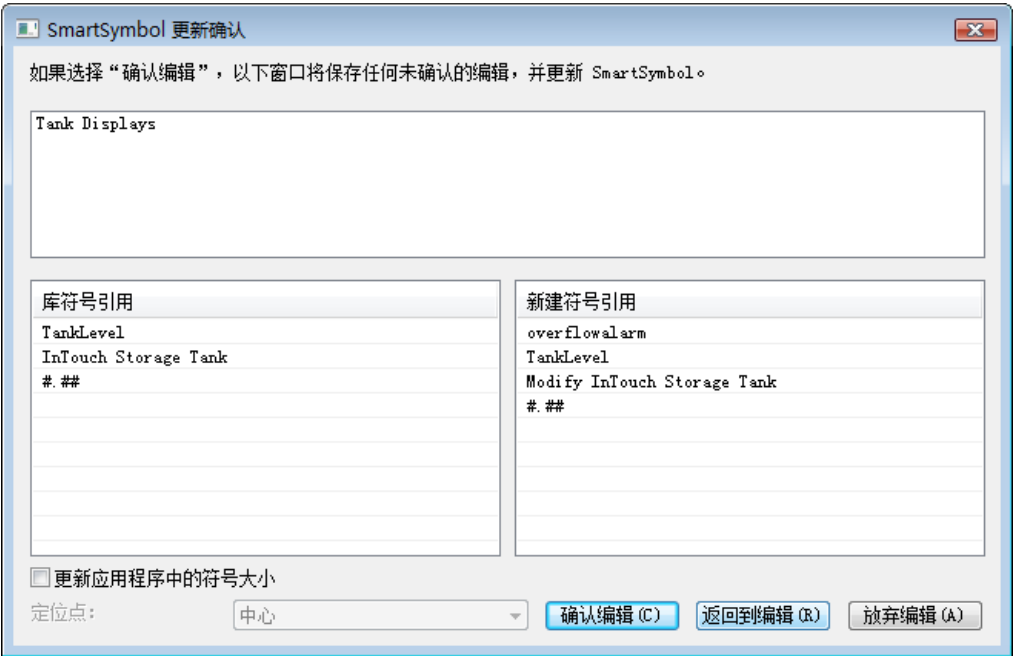 SmartSymbol 更新确认
如果选择“确认编辑”，以下窗口将保存任何未确认的编辑，并更新 SmartSymbol。
Tank Displays
库符号引用
TankLevel
InTouch Storage Tank
#.##
新建符号引用
overflowalarm
TankLevel
Modify InTouch Storage Tank
#.##
更新应用程序中的符号大小
定位点：
中心
确认编辑(C)
返回到编辑(R)
放弃编辑(A)